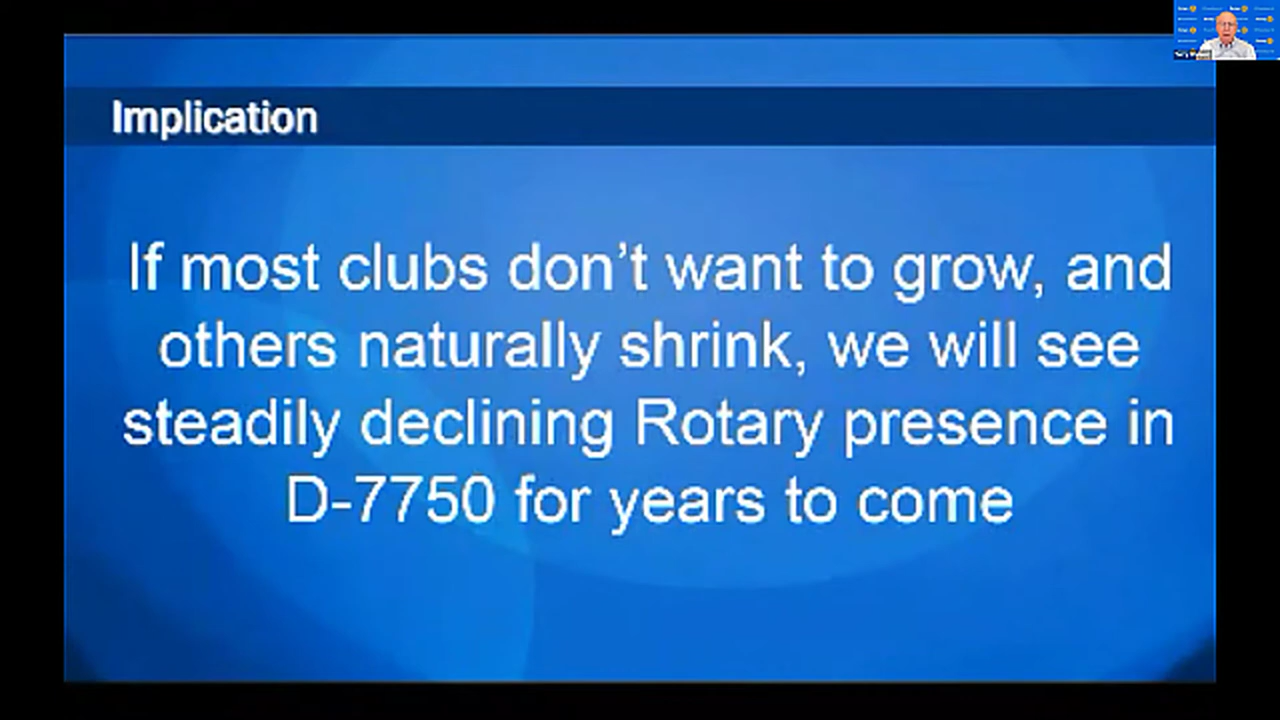 Implication
If most clubs don’t want to grow, and
others naturally shrink, we will see
steadily declining Rotary presence in
D-7750 for years to come